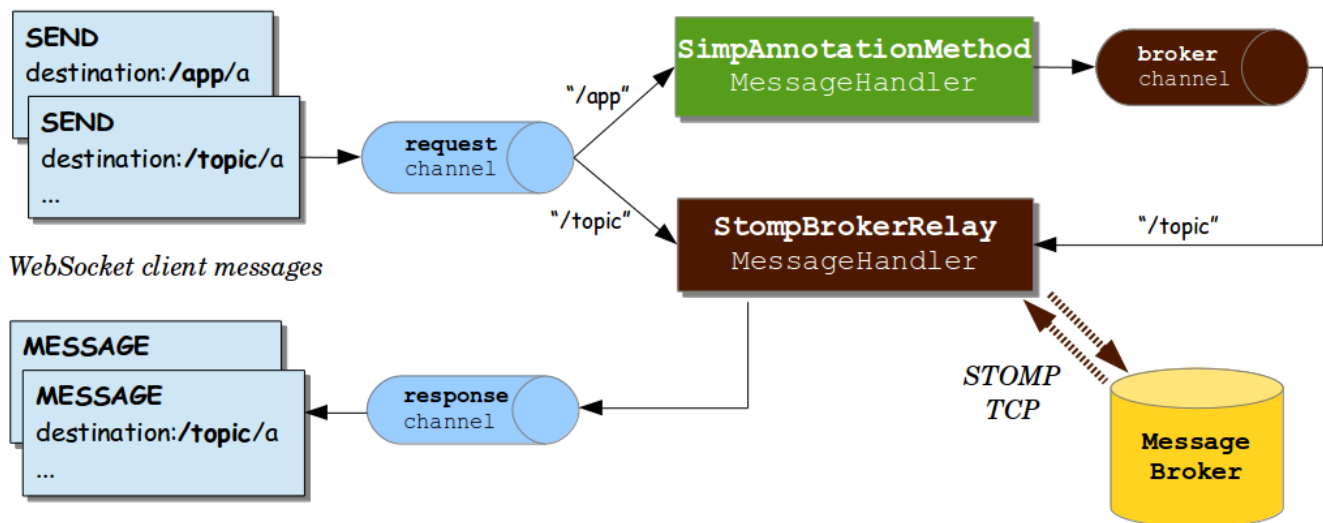 SEND
destination:/app/a
SEND
destination:/topic/a
...
WebSocket client messages
request
channel
“/app”
“/topic”
SimpAnnotationMethod
MessageHandler
broker
channel
StompBrokerRelay
MessageHandler
“/topic”
MESSAGE
MESSAGE
destination:/topic/a
...
response
channel
STOMP
TCP
Message
Broker